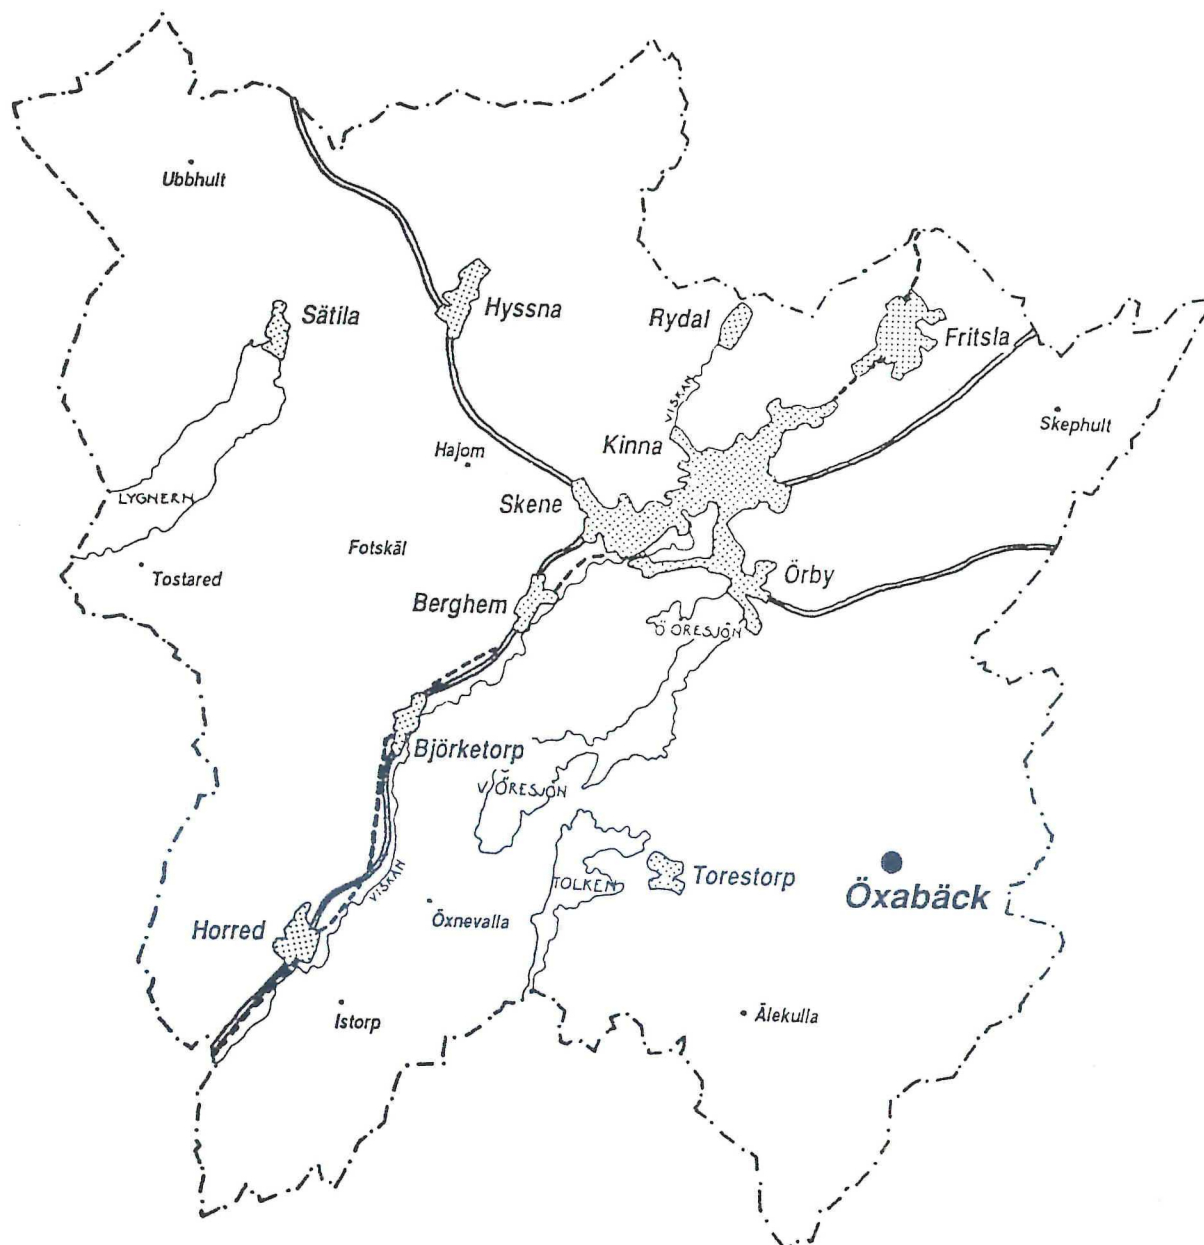 Ubbhult
Sätila
Hyssna
Rydal
Fritsla
VISKAN
Skephult
Kinna
Hajom
LYGNERN
Skene
Fotskäl
Tostared
Berghem
Örby
Ö ÖRESJÖN
Björketorp
V ÖRESJÖN
TOLKEN
Torestorp
Öxabäck
VISKAN
Öxnevalla
Horred
Istorp
Älekulla